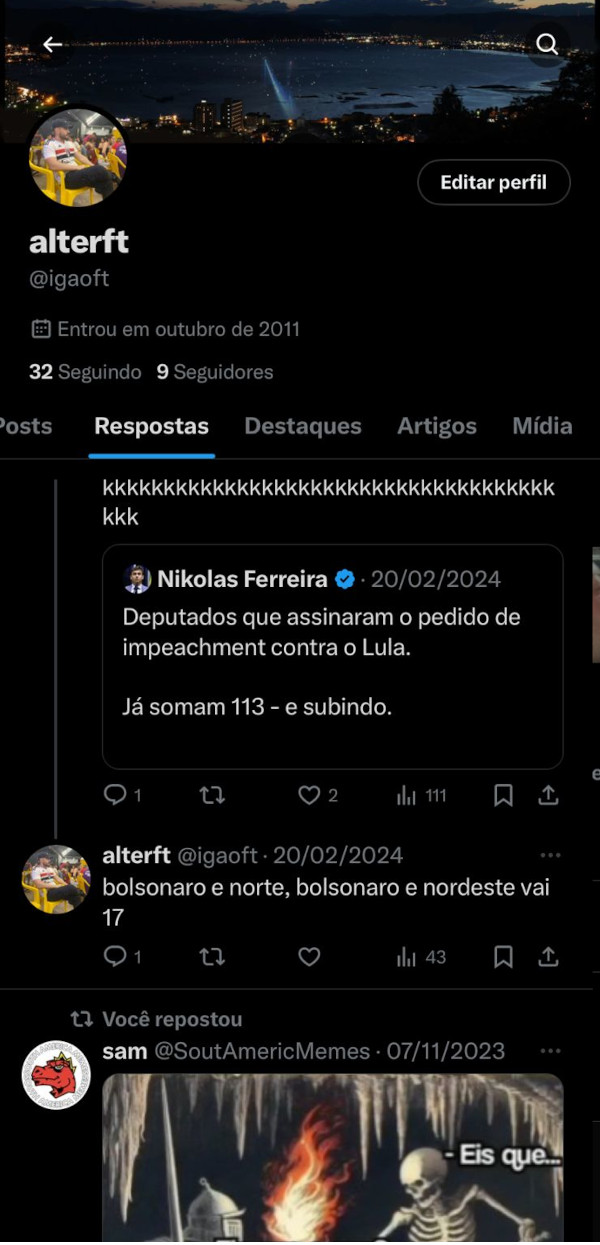 Editar perfil
alterft
@igaoft
Entrou em outubro de 2011
32 Seguindo 9 Seguidores
Posts Respostas Destaques Artigos Mídia
kkkkkkkkkkkkkkkkkkkkkkkkkkkkkkkkkkkkk
kkk
Nikolas Ferreira · 20/02/2024
Deputados que assinaram o pedido de
impeachment contra o Lula.
Já somam 113 - e subindo.
1 2 111
alterft @igaoft · 20/02/2024
bolsonaro e norte, bolsonaro e nordeste vai
17
1 43
Você repostou
sam @SoutAmericMemes · 07/11/2023
- Eis que...